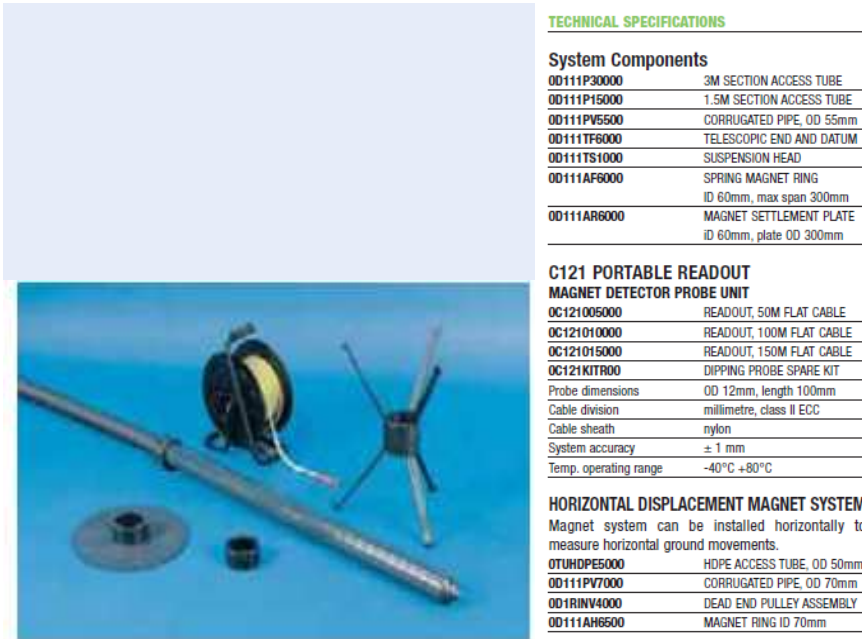 TECHNICAL SPECIFICATIONS
System Components
0D111P30000 3M SECTION ACCESS TUBE
0D111P15000 1.5M SECTION ACCESS TUBE
0D111PV5500 CORRUGATED PIPE, OD 55mm
0D111TF6000 TELESCOPIC END AND DATUM
0D111TS1000 SUSPENSION HEAD
0D111AF6000 SPRING MAGNET RING
ID 60mm, max span 300mm
0D111AR6000 MAGNET SETTLEMENT PLATE
iD 60mm, plate OD 300mm
C121 PORTABLE READOUT
MAGNET DETECTOR PROBE UNIT
0C121005000 READOUT, 50M FLAT CABLE
0C121010000 READOUT, 100M FLAT CABLE
0C121015000 READOUT, 150M FLAT CABLE
0C121KITR00 DIPPING PROBE SPARE KIT
Probe dimensions OD 12mm, length 100mm
Cable division millimetre, class II ECC
Cable sheath nylon
System accuracy ± 1 mm
Temp. operating range -40°C +80°C
HORIZONTAL DISPLACEMENT MAGNET SYSTEM
Magnet system can be installed horizontally to
measure horizontal ground movements.
0TUHDPE5000 HDPE ACCESS TUBE, OD 50mm
0D111PV7000 CORRUGATED PIPE, OD 70mm
0D1RINV4000 DEAD END PULLEY ASSEMBLY
0D111AH6500 MAGNET RING ID 70mm